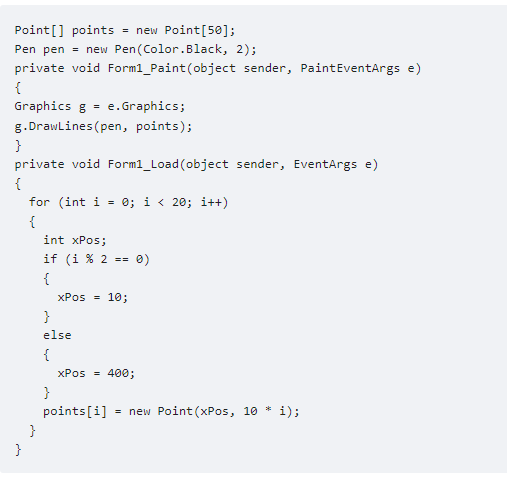 Point[] points = new Point[50];
Pen pen = new Pen(Color.Black, 2);
private void Form1_Paint(object sender, PaintEventArgs e)
{
Graphics g = e.Graphics;
g.DrawLines(pen, points);
}
private void Form1_Load(object sender, EventArgs e)
{
  for (int i = 0; i < 20; i++)
  {
    int xPos;
    if (i % 2 == 0)
    {
      xPos = 10;
    }
    else
    {
      xPos = 400;
    }
    points[i] = new Point(xPos, 10 * i);
  }
}